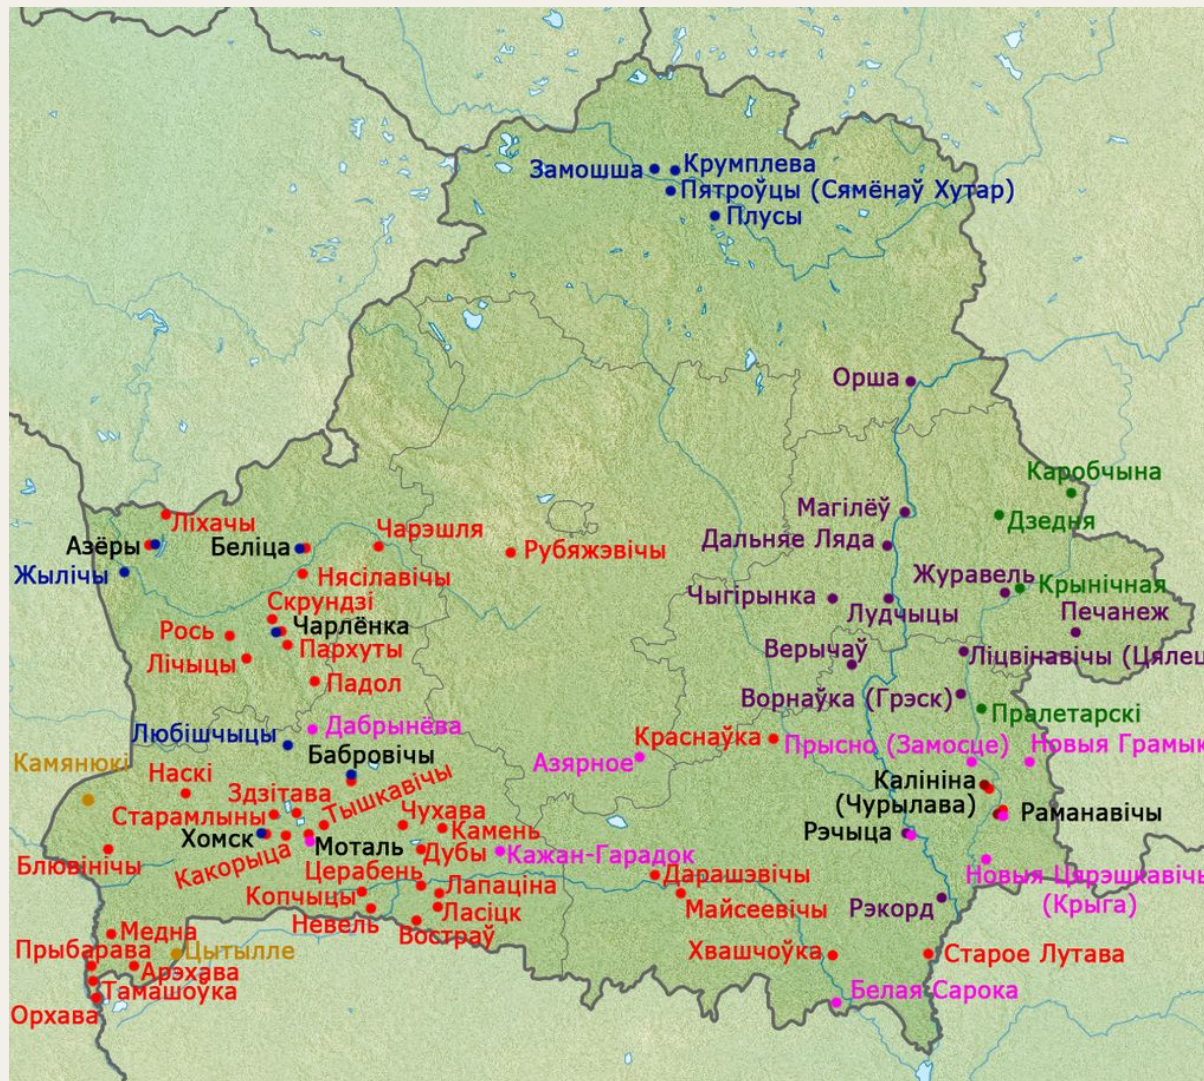 Замошша
Крумплева
Пятроўцы (Сямёнаў Хутар)
Плусы
Орша
Каробчына
Магілёў
Дзедня
Ліхачы
Азёры
Беліца
Чарэшля
Рубяжэвічы
Дальняе Ляда
Жылічы
Нясілавічы
Журавель
Крынічная
Чыгірынка
Лудчыцы
Печанеж
Скрундзі
Чарлёнка
Рось
Пархуты
Лічыцы
Верычаў
Ліцвінавічы (Цялец
Падол
Ворнаўка (Грэск)
Пралетарскі
Дабрынёва
Любішчыцы
Краснаўка
Прысно (Замосце)
Новыя Грамык
Бабровічы
Азярное
Камянюкі
Наскі
Здзітава
Тышкавічы
Калініна
(Чурылава)
Старамлыны
Чухава
Раманавічы
Хомск
Какорыца
Моталь
Камень
Рэчыца
Блювінічы
Дубы
Кажан-Гарадок
Церабень
Дарашэвічы
Новыя Цярэшкавічы
(Крыга)
Копчыцы
Лапаціна
Майсеевічы
Рэкорд
Невель
Ласіцк
Востраў
Медна
Прыбарава
Цытылле
Хвашчоўка
Старое Лутава
Арэхава
Тамашоўка
Белая Сарока
Орхава